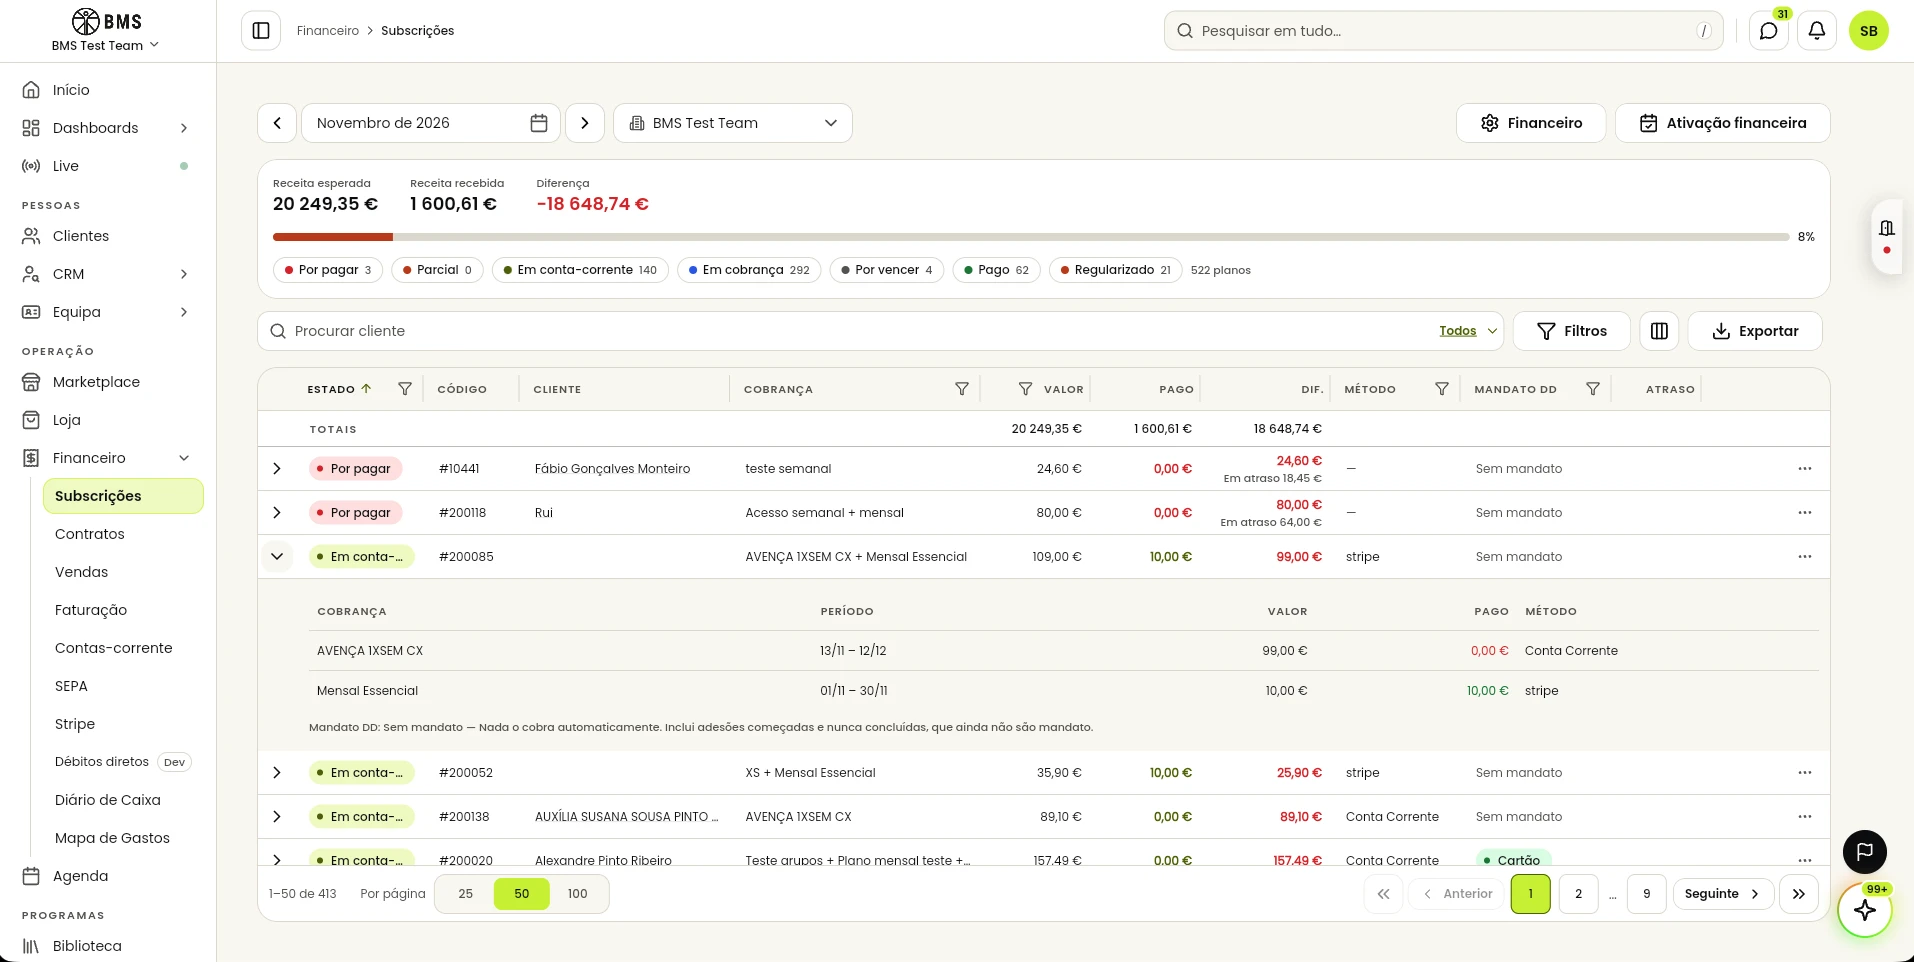 BMS
BMS Test Team
Financeiro > Subscrições
Pesquisar em tudo... /
31
SB
Início
Dashboards
Live
PESSOAS
Clientes
CRM
Equipa
OPERAÇÃO
Marketplace
Loja
Financeiro
Subscrições
Contratos
Vendas
Faturação
Contas-corrente
SEPA
Stripe
Débitos diretos Dev
Diário de Caixa
Mapa de Gastos
Agenda
PROGRAMAS
Biblioteca
Novembro de 2026
BMS Test Team
Financeiro
Ativação financeira
Receita esperada Receita recebida Diferença
20 249,35 € 1 600,61 € -18 648,74 €
8%
Por pagar 3 Parcial 0 Em conta-corrente 140 Em cobrança 292 Por vencer 4 Pago 62 Regularizado 21 522 planos
Procurar cliente Todos
Filtros
Exportar
ESTADO CÓDIGO CLIENTE COBRANÇA VALOR PAGO DIF. MÉTODO MANDATO DD ATRASO
TOTAIS 20 249,35 € 1 600,61 € 18 648,74 €
Por pagar #10441 Fábio Gonçalves Monteiro teste semanal 24,60 € 0,00 € 24,60 € — Sem mandato ...
Em atraso 18,45 €
Por pagar #200118 Rui Acesso semanal + mensal 80,00 € 0,00 € 80,00 € — Sem mandato ...
Em atraso 64,00 €
Em conta-... #200085 AVENÇA 1XSEM CX + Mensal Essencial 109,00 € 10,00 € 99,00 € stripe Sem mandato ...
COBRANÇA PERÍODO VALOR PAGO MÉTODO
AVENÇA 1XSEM CX 13/11 – 12/12 99,00 € 0,00 € Conta Corrente
Mensal Essencial 01/11 – 30/11 10,00 € 10,00 € stripe
Mandato DD: Sem mandato — Nada o cobra automaticamente. Inclui adesões começadas e nunca concluídas, que ainda não são mandato.
Em conta-... #200052 XS + Mensal Essencial 35,90 € 10,00 € 25,90 € stripe Sem mandato ...
Em conta-... #200138 AUXÍLIA SUSANA SOUSA PINTO ... AVENÇA 1XSEM CX 89,10 € 0,00 € 89,10 € Conta Corrente Sem mandato ...
Em conta-... #200020 Alexandre Pinto Ribeiro Teste grupos + Plano mensal teste +... 157,49 € 0,00 € 157,49 € Conta Corrente Cartão ...
1–50 de 413 Por página 25 50 100
Anterior 1 2 ... 9 Seguinte
99+